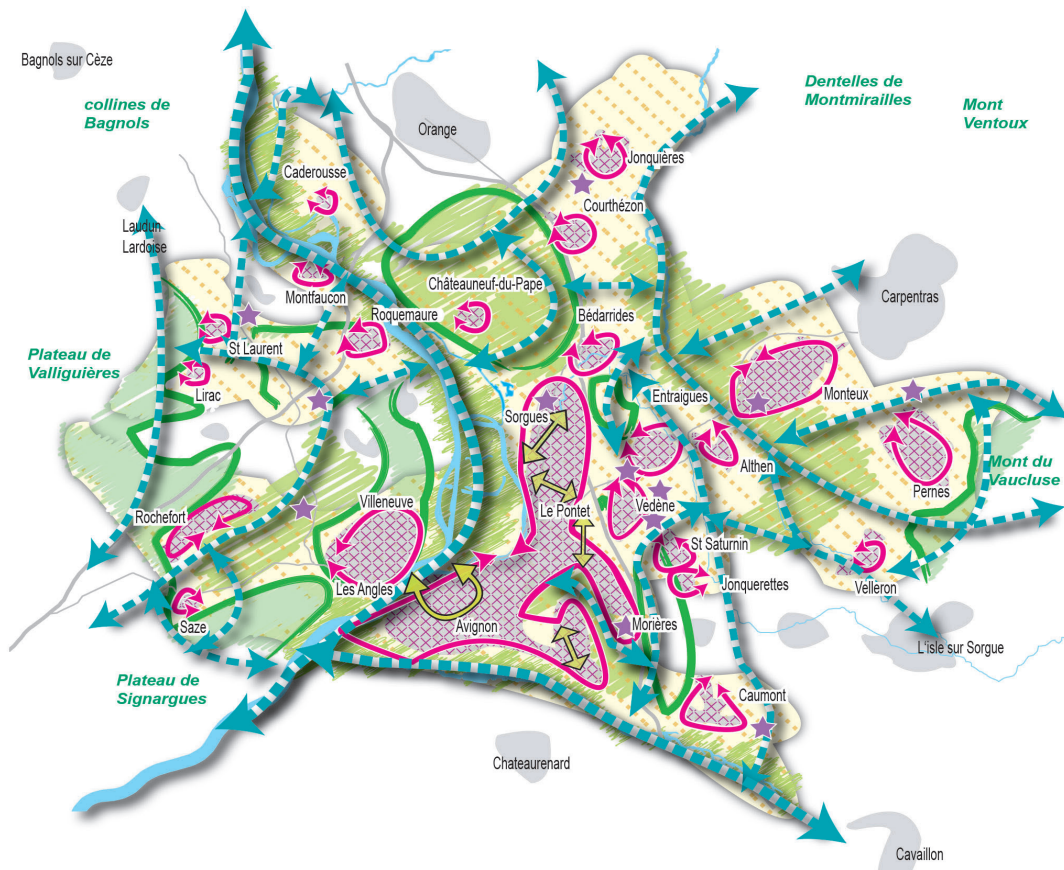 Bagnols sur Cèze
collines de
Bagnols
Dentelles de
Montmirailles
Mont
Ventoux
Orange
Jonquières
Caderousse
Courthézon
Laudun
Lardoise
Montfaucon
Châteauneuf-du-Pape
Carpentras
Roquemaure
Bédarrides
St Laurent
Plateau de
Valliguières
Lirac
Entraigues
Monteux
Sorgues
Althen
Mont du
Vaucluse
Pernes
Villeneuve
Védène
Le Pontet
Rochefort
St Saturnin
Les Angles
Jonquerettes
Velleron
Saze
Avignon
Morières
L'isle sur Sorgue
Plateau de
Signargues
Caumont
Chateaurenard
Cavaillon